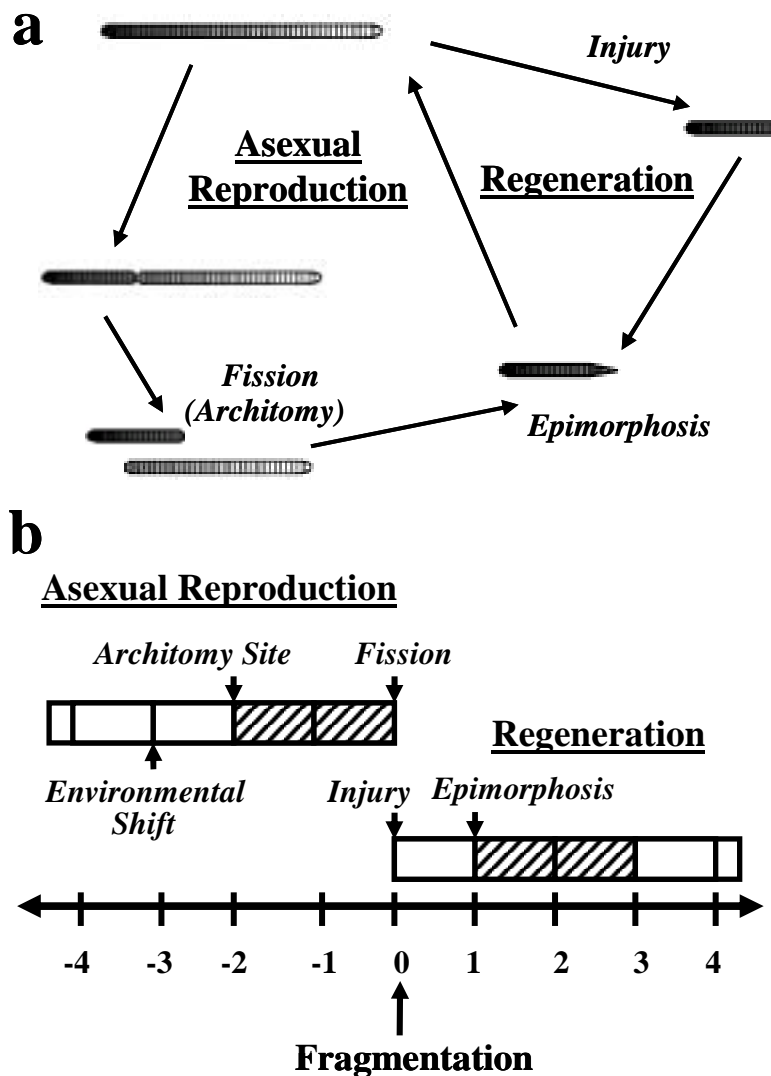 a
Injury
Asexual
Reproduction
Regeneration
Fission
(Architomy)
Epimorphosis
b
Asexual Reproduction
Architomy Site
Fission
Regeneration
Environmental
Shift
Injury
Epimorphosis
-4 -3 -2 -1 0 1 2 3 4
Fragmentation